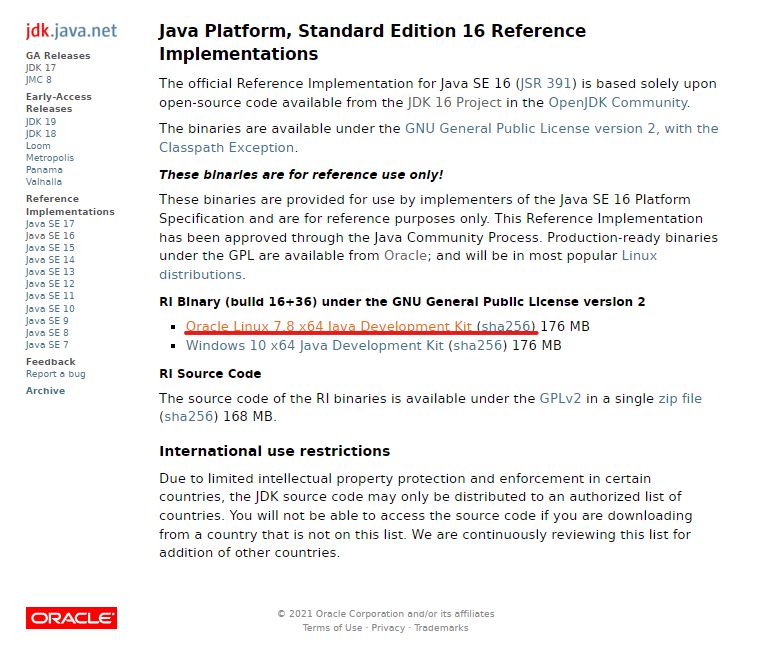 jdk.java.net
GA Releases
JDK 17
JMC 8
Early-Access
Releases
JDK 19
JDK 18
Loom
Metropolis
Panama
Valhalla
Reference
Implementations
Java SE 17
Java SE 16
Java SE 15
Java SE 14
Java SE 13
Java SE 12
Java SE 11
Java SE 10
Java SE 9
Java SE 8
Java SE 7
Feedback
Report a bug
Archive
Java Platform, Standard Edition 16 Reference
Implementations
The official Reference Implementation for Java SE 16 (JSR 391) is based solely upon
open-source code available from the JDK 16 Project in the OpenJDK Community.
The binaries are available under the GNU General Public License version 2, with the
Classpath Exception.
These binaries are for reference use only!
These binaries are provided for use by implementers of the Java SE 16 Platform
Specification and are for reference purposes only. This Reference Implementation
has been approved through the Java Community Process. Production-ready binaries
under the GPL are available from Oracle; and will be in most popular Linux
distributions.
RI Binary (build 16+36) under the GNU General Public License version 2
Oracle Linux 7.8 x64 Java Development Kit (sha256) 176 MB
Windows 10 x64 Java Development Kit (sha256) 176 MB
RI Source Code
The source code of the RI binaries is available under the GPLv2 in a single zip file
(sha256) 168 MB.
International use restrictions
Due to limited intellectual property protection and enforcement in certain
countries, the JDK source code may only be distributed to an authorized list of
countries. You will not be able to access the source code if you are downloading
from a country that is not on this list. We are continuously reviewing this list for
addition of other countries.
ORACLE
© 2021 Oracle Corporation and/or its affiliates
Terms of Use · Privacy · Trademarks